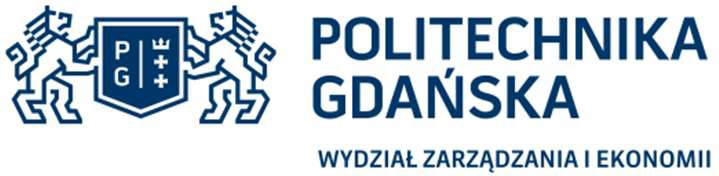 P
G
POLITECHNIKA
GDAŃSKA
WYDZIAŁ ZARZĄDZANIA I EKONOMII